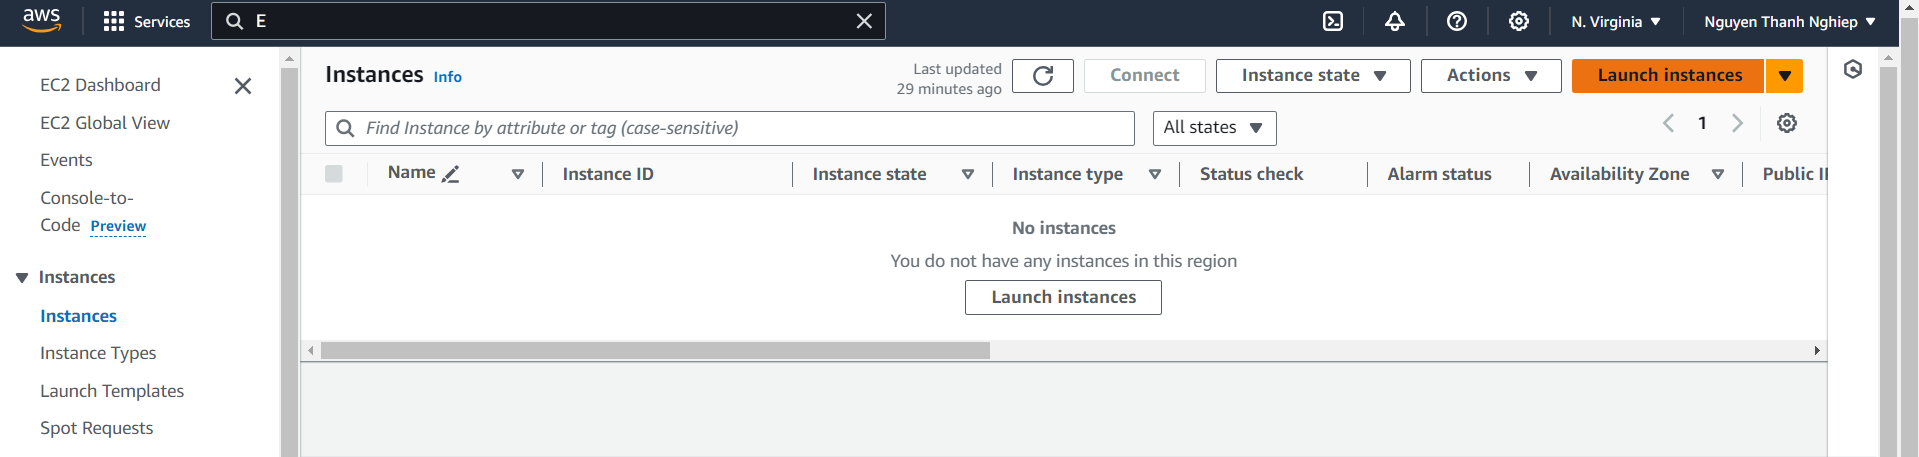 aws Services E N. Virginia Nguyen Thanh Nghiep
EC2 Dashboard
EC2 Global View
Events
Console-to-
Code Preview
Instances
Instances
Instance Types
Launch Templates
Spot Requests
Instances Info
Last updated
29 minutes ago
Connect Instance state Actions Launch instances
Find Instance by attribute or tag (case-sensitive) All states 1
Name Instance ID Instance state Instance type Status check Alarm status Availability Zone Public
No instances
You do not have any instances in this region
Launch instances